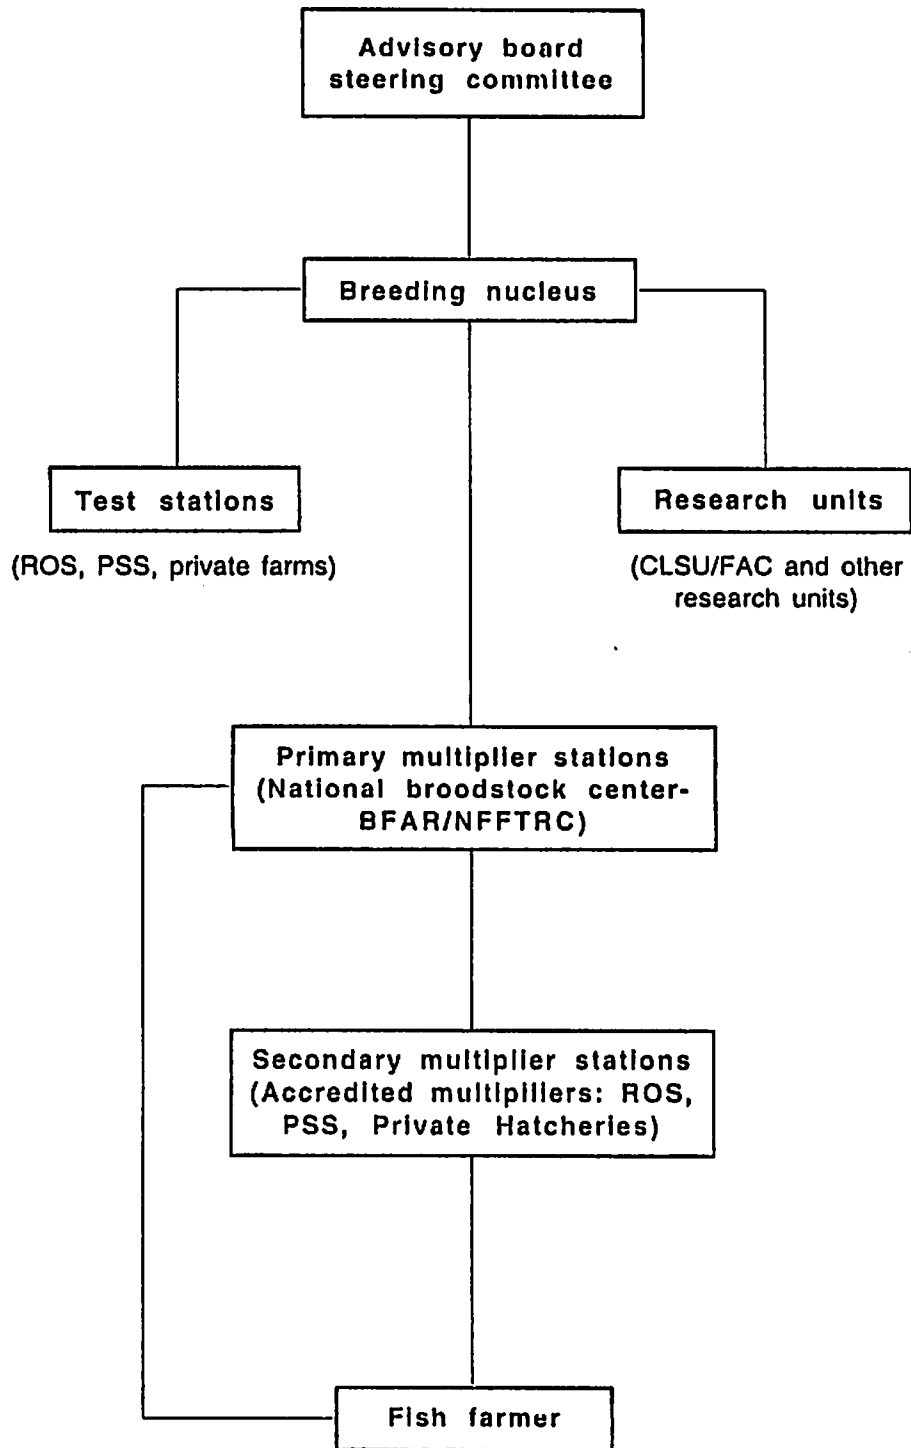 Advisory board
steering committee
Breeding nucleus
Test stations
(ROS, PSS, private farms)
Research units
(CLSU/FAC and other
research units)
Primary multiplier stations
(National broodstock center-
BFAR/NFFTRC)
Secondary multiplier stations
(Accredited multipiliers: ROS,
PSS, Private Hatcheries)
Fish farmer